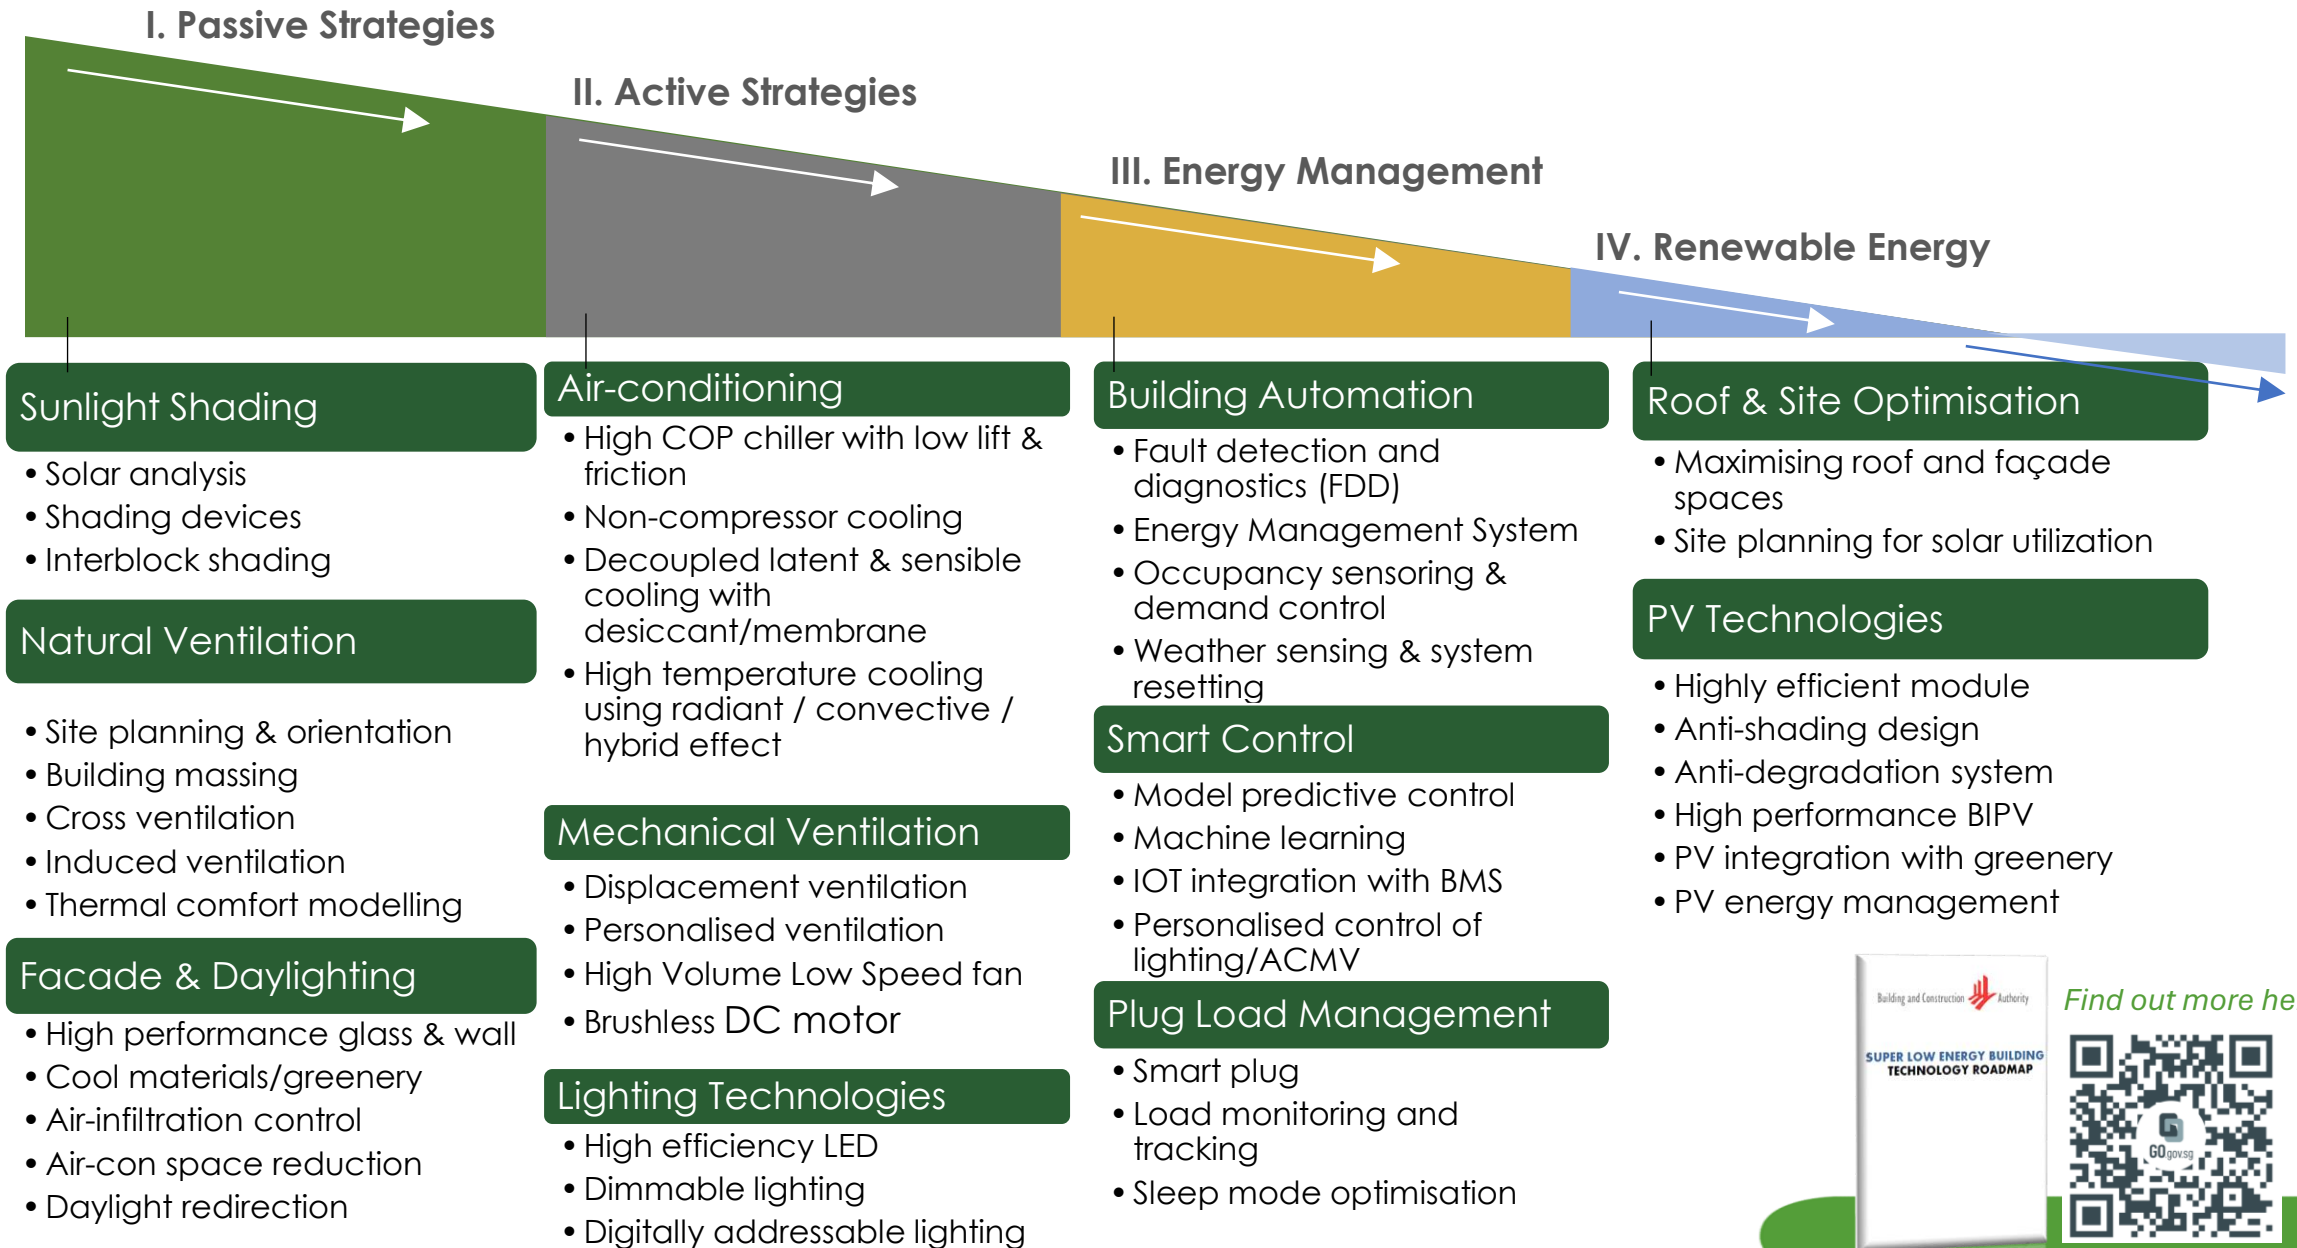 I. Passive Strategies
II. Active Strategies
III. Energy Management
IV. Renewable Energy
Sunlight Shading
• Solar analysis
• Shading devices
• Interblock shading
Natural Ventilation
• Site planning & orientation
• Building massing
• Cross ventilation
• Induced ventilation
• Thermal comfort modelling
Facade & Daylighting
• High performance glass & wall
• Cool materials/greenery
• Air-infiltration control
• Air-con space reduction
• Daylight redirection
Air-conditioning
• High COP chiller with low lift &
friction
• Non-compressor cooling
• Decoupled latent & sensible
cooling with
desiccant/membrane
• High temperature cooling
using radiant / convective /
hybrid effect
Mechanical Ventilation
• Displacement ventilation
• Personalised ventilation
• High Volume Low Speed fan
• Brushless DC motor
Lighting Technologies
• High efficiency LED
• Dimmable lighting
• Digitally addressable lighting
Building Automation
• Fault detection and
diagnostics (FDD)
• Energy Management System
• Occupancy sensoring &
demand control
• Weather sensing & system
resetting
Smart Control
• Model predictive control
• Machine learning
• IOT integration with BMS
• Personalised control of
lighting/ACMV
Plug Load Management
• Smart plug
• Load monitoring and
tracking
• Sleep mode optimisation
Roof & Site Optimisation
• Maximising roof and façade
spaces
• Site planning for solar utilization
PV Technologies
• Highly efficient module
• Anti-shading design
• Anti-degradation system
• High performance BIPV
• PV integration with greenery
• PV energy management
Building and Construction Authority
SUPER LOW ENERGY BUILDING
TECHNOLOGY ROADMAP
Find out more he
GO gov.sg